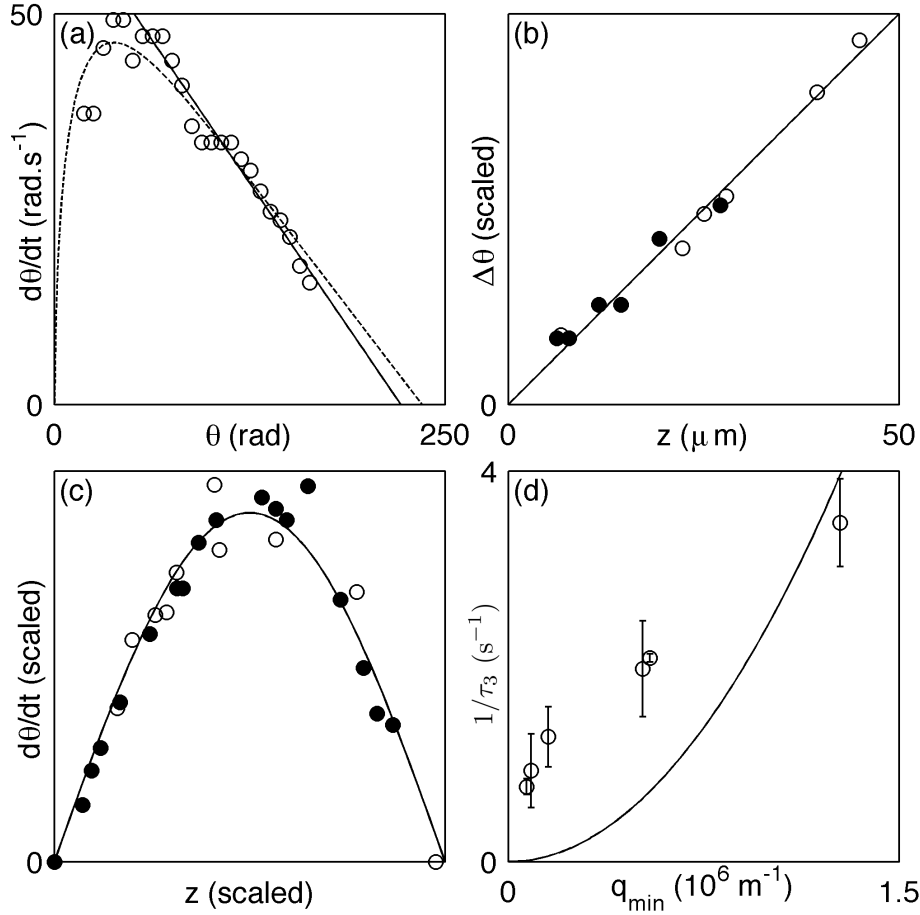 50
(a)
dθ/dt (rad.s⁻¹)
0
0
θ (rad)
250
(b)
Δθ (scaled)
0
0
z (μ m)
50
(c)
dθ/dt (scaled)
0
z (scaled)
4
(d)
1/τ₃ (s⁻¹)
0
0
q_min (10⁶ m⁻¹)
1.5